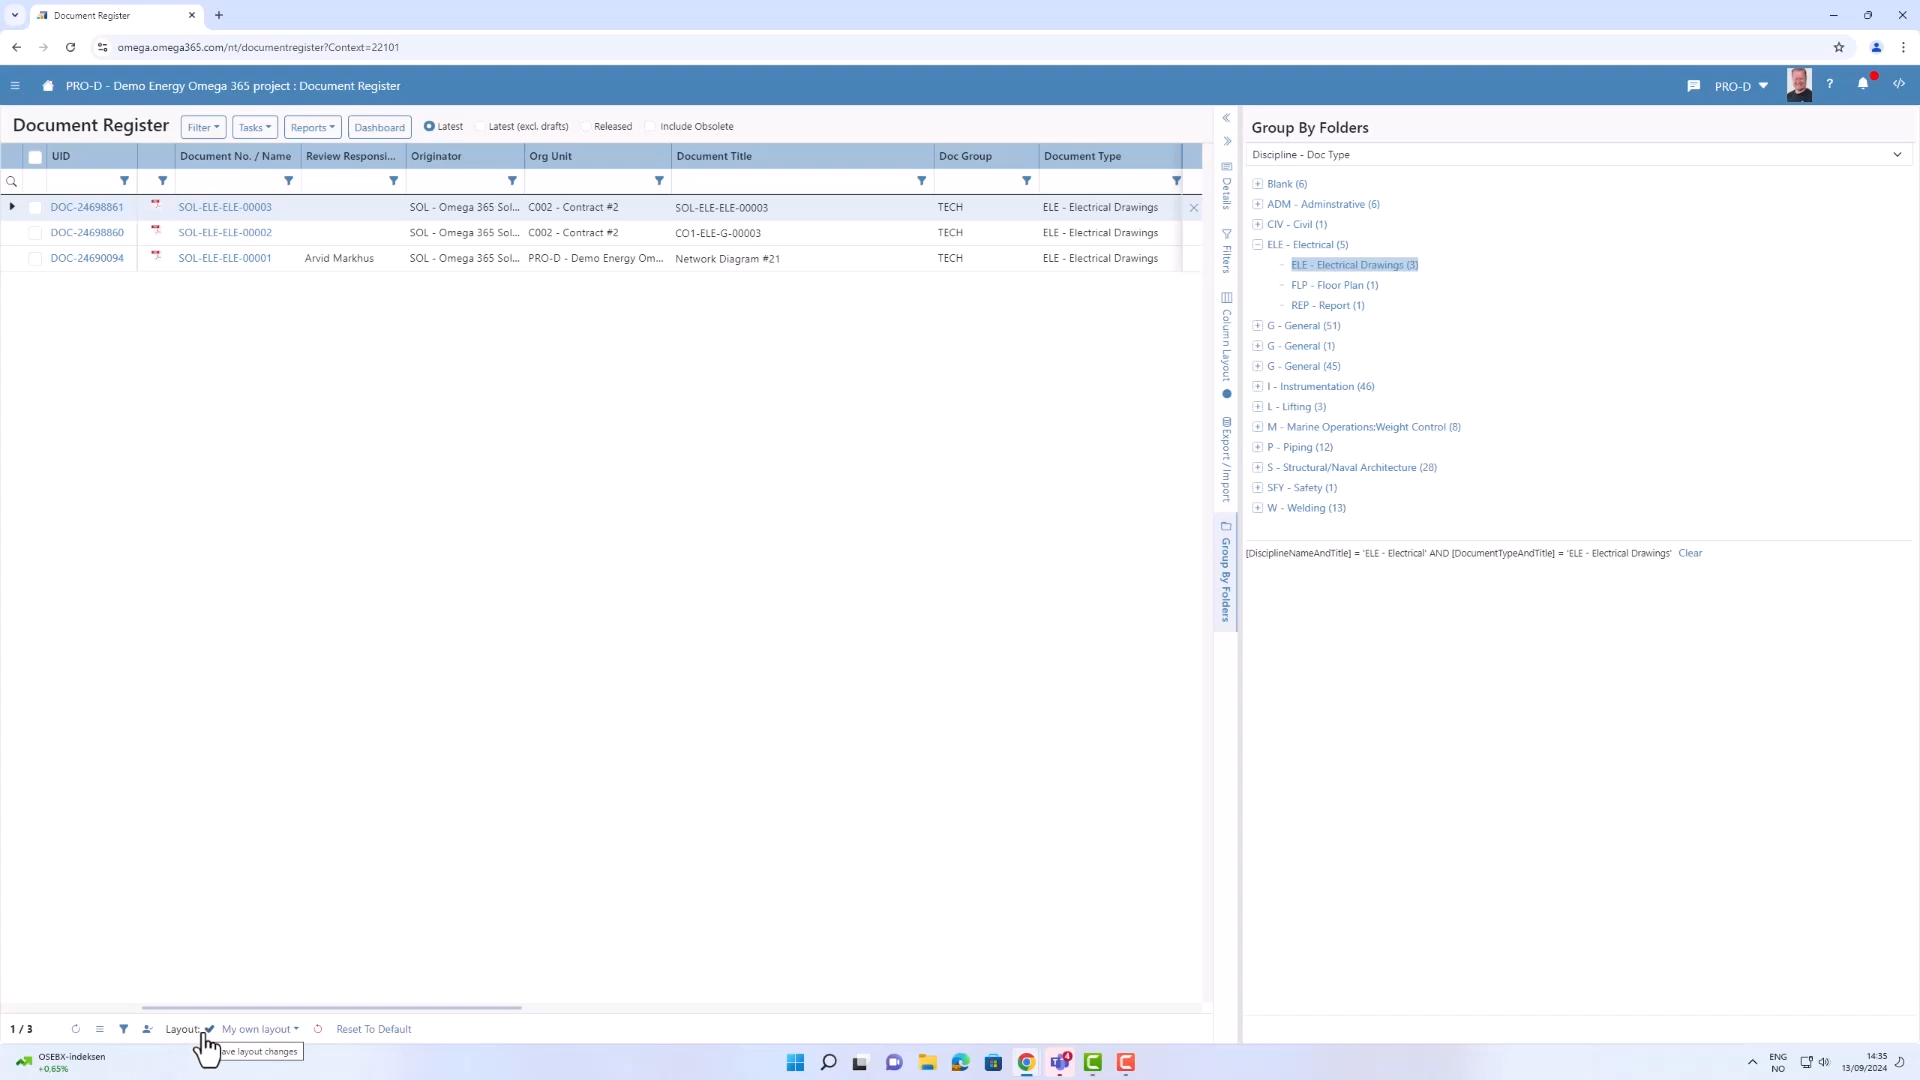 Document Register
omega.omega365.com/nt/documentregister?Context=22101
PRO-D - Demo Energy Omega 365 project : Document Register
PRO-D
Document Register
Filter
Tasks
Reports
Dashboard
Latest
Latest (excl. drafts)
Released
Include Obsolete
UID Document No. / Name Review Responsi... Originator Org Unit Document Title Doc Group Document Type
DOC-24698861 SOL-ELE-ELE-00003 SOL - Omega 365 Sol... C002 - Contract #2 SOL-ELE-ELE-00003 TECH ELE - Electrical Drawings
DOC-24698860 SOL-ELE-ELE-00002 SOL - Omega 365 Sol... C002 - Contract #2 CO1-ELE-G-00003 TECH ELE - Electrical Drawings
DOC-24690094 SOL-ELE-ELE-00001 Arvid Markhus SOL - Omega 365 Sol... PRO-D - Demo Energy Om... Network Diagram #21 TECH ELE - Electrical Drawings
Details
Filters
Column Layout
Export / Import
Group By Folders
Group By Folders
Discipline - Doc Type
Blank (6)
ADM - Adminstrative (6)
CIV - Civil (1)
ELE - Electrical (5)
ELE - Electrical Drawings (3)
FLP - Floor Plan (1)
REP - Report (1)
G - General (51)
G - General (1)
G - General (45)
I - Instrumentation (46)
L - Lifting (3)
M - Marine Operations;Weight Control (8)
P - Piping (12)
S - Structural/Naval Architecture (28)
SFY - Safety (1)
W - Welding (13)
[DisciplineNameAndTitle] = 'ELE - Electrical' AND [DocumentTypeAndTitle] = 'ELE - Electrical Drawings' Clear
1 / 3
Layout:
My own layout
Reset To Default
ave layout changes
OSEBX-indeksen
+0,65%
4
ENG
NO
14:35
13/09/2024